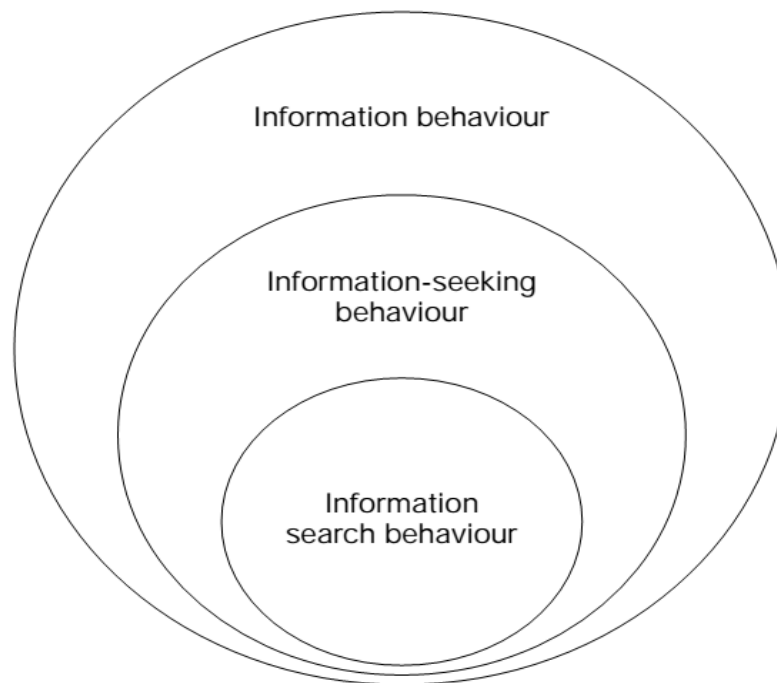 Information behaviour
Information-seeking
behaviour
Information
search behaviour